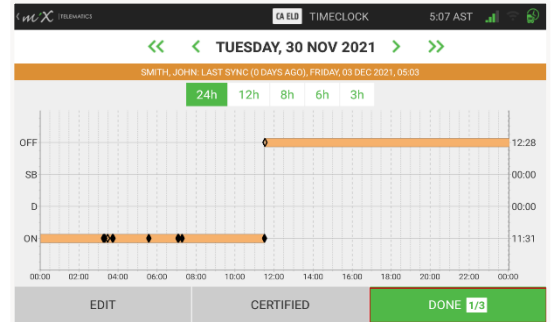 miX TELEMATICS CA ELD TIMECLOCK 5:07 AST
<< < TUESDAY, 30 NOV 2021 > >>
SMITH, JOHN: LAST SYNC (0 DAYS AGO), FRIDAY, 03 DEC 2021, 05:03
24h 12h 8h 6h 3h
OFF 12:28
SB 00:00
D 00:00
ON 11:31
00:00 02:00 04:00 06:00 08:00 10:00 12:00 14:00 16:00 18:00 20:00 22:00 00:00
EDIT CERTIFIED DONE 1/3